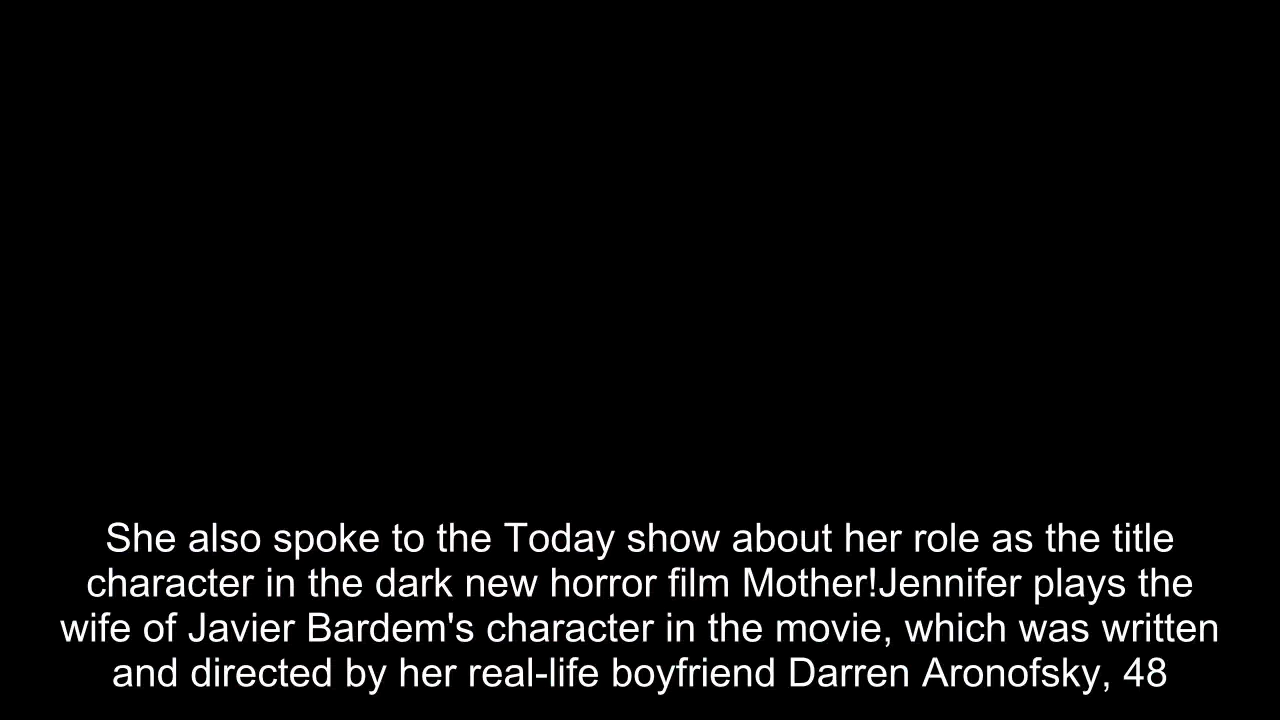 She also spoke to the Today show about her role as the title
character in the dark new horror film Mother!Jennifer plays the
wife of Javier Bardem's character in the movie, which was written
and directed by her real-life boyfriend Darren Aronofsky, 48